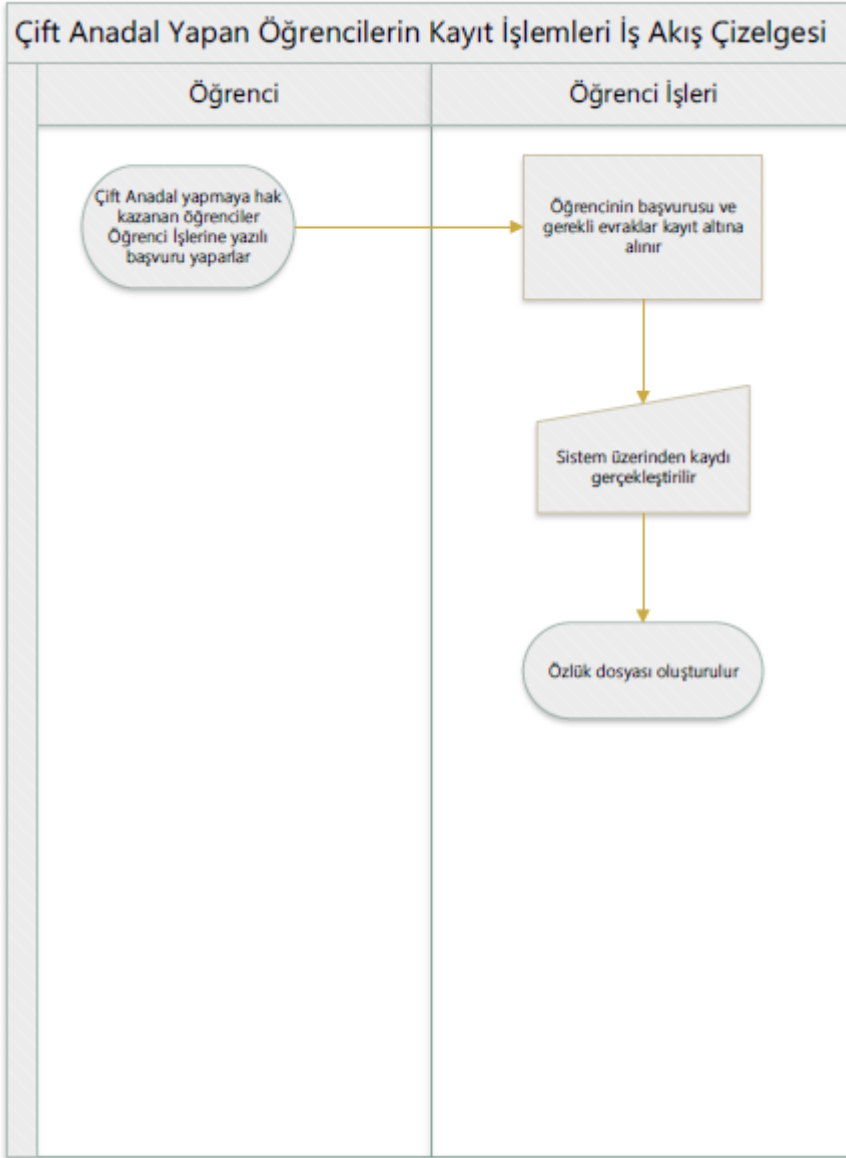 Çift Anadal Yapan Öğrencilerin Kayıt İşlemleri İş Akış Çizelgesi
Öğrenci
Öğrenci İşleri
Çift Anadal yapmaya hak
kazanan öğrenciler
Öğrenci İşlerine yazılı
başvuru yaparlar
Öğrencinin başvurusu ve
gerekli evraklar kayıt altına
alınır
Sistem üzerinden kaydı
gerçekleştirilir
Özlük dosyası oluşturulur